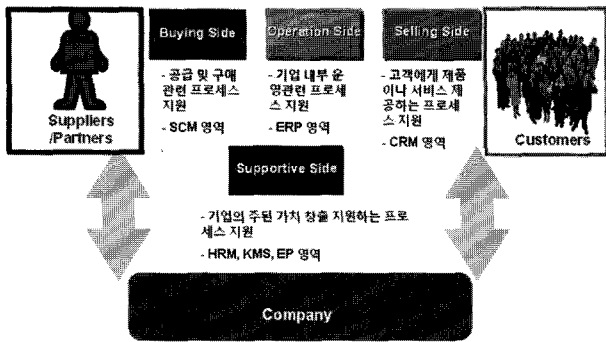 Buying Side
Operation Side
Selling Side
- 공급 및 구매
관련 프로세스
지원
- SCM 영역
- 기업 내부 운
영관련 프로세
스 지원
- ERP 영역
- 고객에게 제품
이나 서비스 제
공하는 프로세
스 지원
- CRM 영역
Suppliers
/Partners
Customers
Supportive Side
- 기업의 주된 가치 창출 지원하는 프로
세스 지원
- HRM, KMS, EP 영역
Company